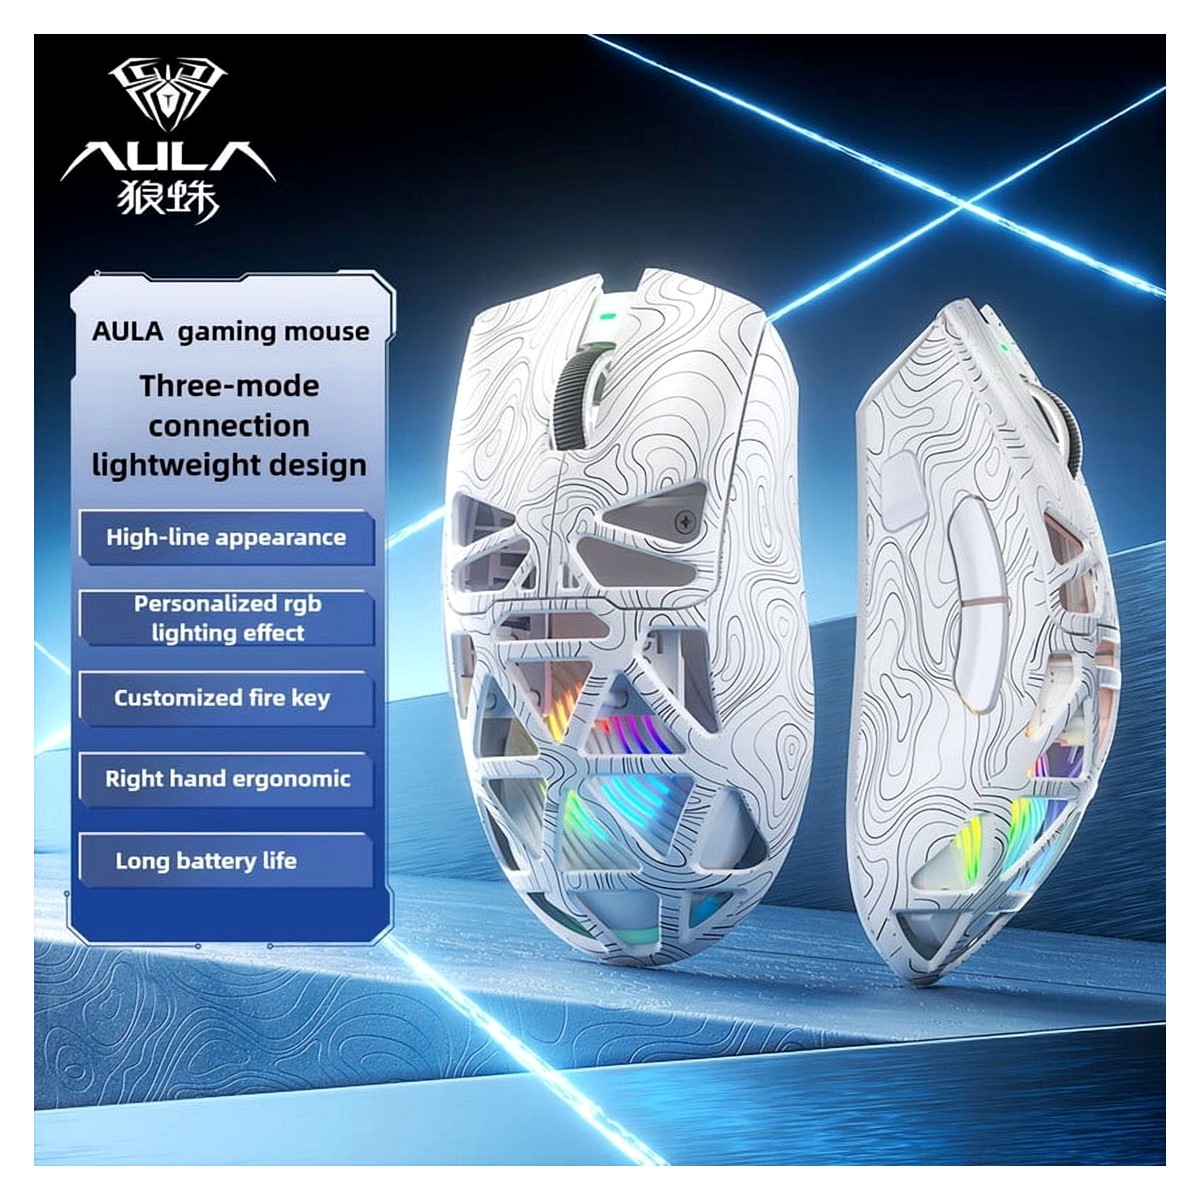 AULA
狼蛛
AULA gaming mouse
Three-mode
connection
lightweight design
High-line appearance
Personalized rgb
lighting effect
Customized fire key
Right hand ergonomic
Long battery life